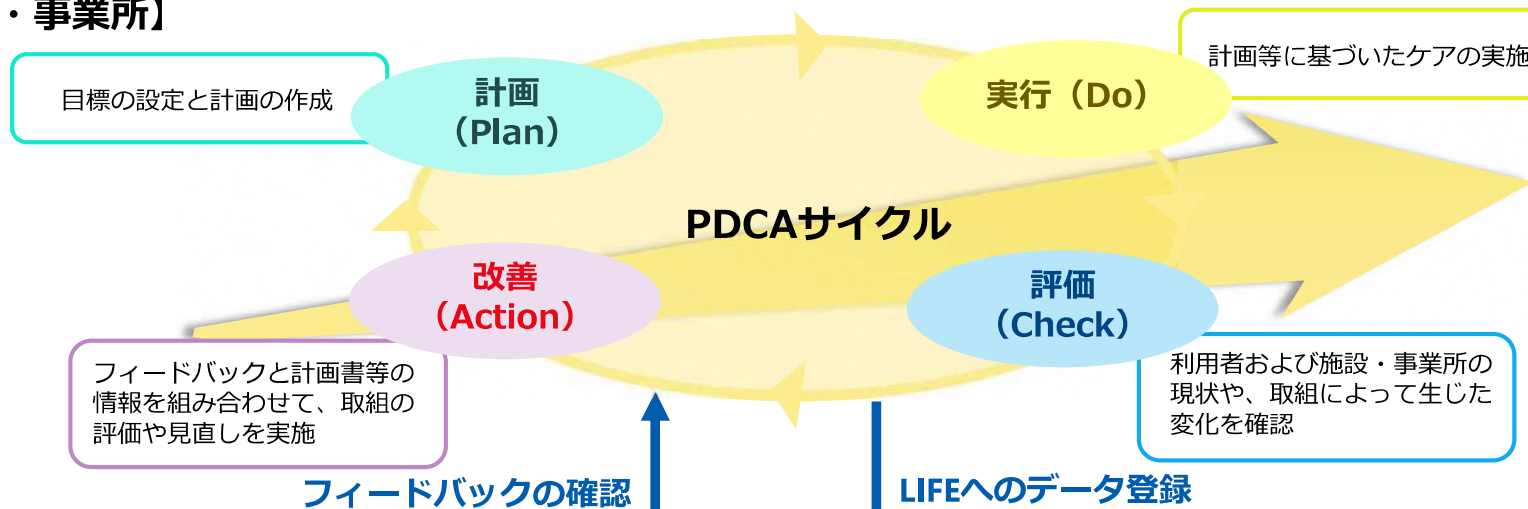 ・事業所】
目標の設定と計画の作成
計画
（Plan）
実行（Do）
計画等に基づいたケアの実施
PDCAサイクル
改善
（Action）
評価
（Check）
フィードバックと計画書等の
情報を組み合わせて、取組の
評価や見直しを実施
利用者および施設・事業所の
現状や、取組によって生じた
変化を確認
フィードバックの確認
LIFEへのデータ登録